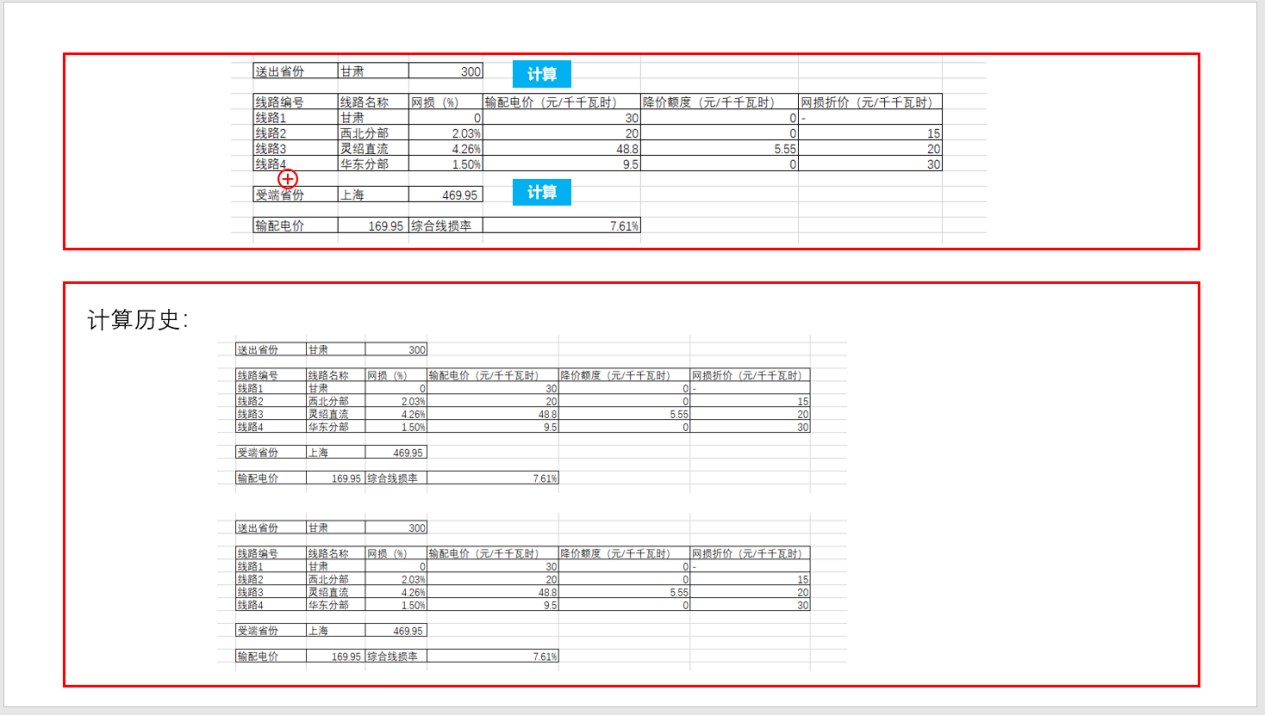 送出省份 甘肃 300 计算
线路编号 线路名称 网损（%） 输配电价（元/千千瓦时） 降价额度（元/千千瓦时） 网损折价（元/千千瓦时）
线路1 甘肃 0 30 0 -
线路2 西北分部 2.03% 20 0 15
线路3 灵绍直流 4.26% 48.8 5.55 20
线路4 华东分部 1.50% 9.5 0 30
受端省份 上海 469.95 计算
输配电价 169.95 综合线损率 7.61%
计算历史：
送出省份 甘肃 300
线路编号 线路名称 网损（%） 输配电价（元/千千瓦时） 降价额度（元/千千瓦时） 网损折价（元/千千瓦时）
线路1 甘肃 0 30 0 -
线路2 西北分部 2.03% 20 0 15
线路3 灵绍直流 4.26% 48.8 5.55 20
线路4 华东分部 1.50% 9.5 0 30
受端省份 上海 469.95
输配电价 169.95 综合线损率 7.61%
送出省份 甘肃 300
线路编号 线路名称 网损（%） 输配电价（元/千千瓦时） 降价额度（元/千千瓦时） 网损折价（元/千千瓦时）
线路1 甘肃 0 30 0 -
线路2 西北分部 2.03% 20 0 15
线路3 灵绍直流 4.26% 48.8 5.55 20
线路4 华东分部 1.50% 9.5 0 30
受端省份 上海 469.95
输配电价 169.95 综合线损率 7.61%